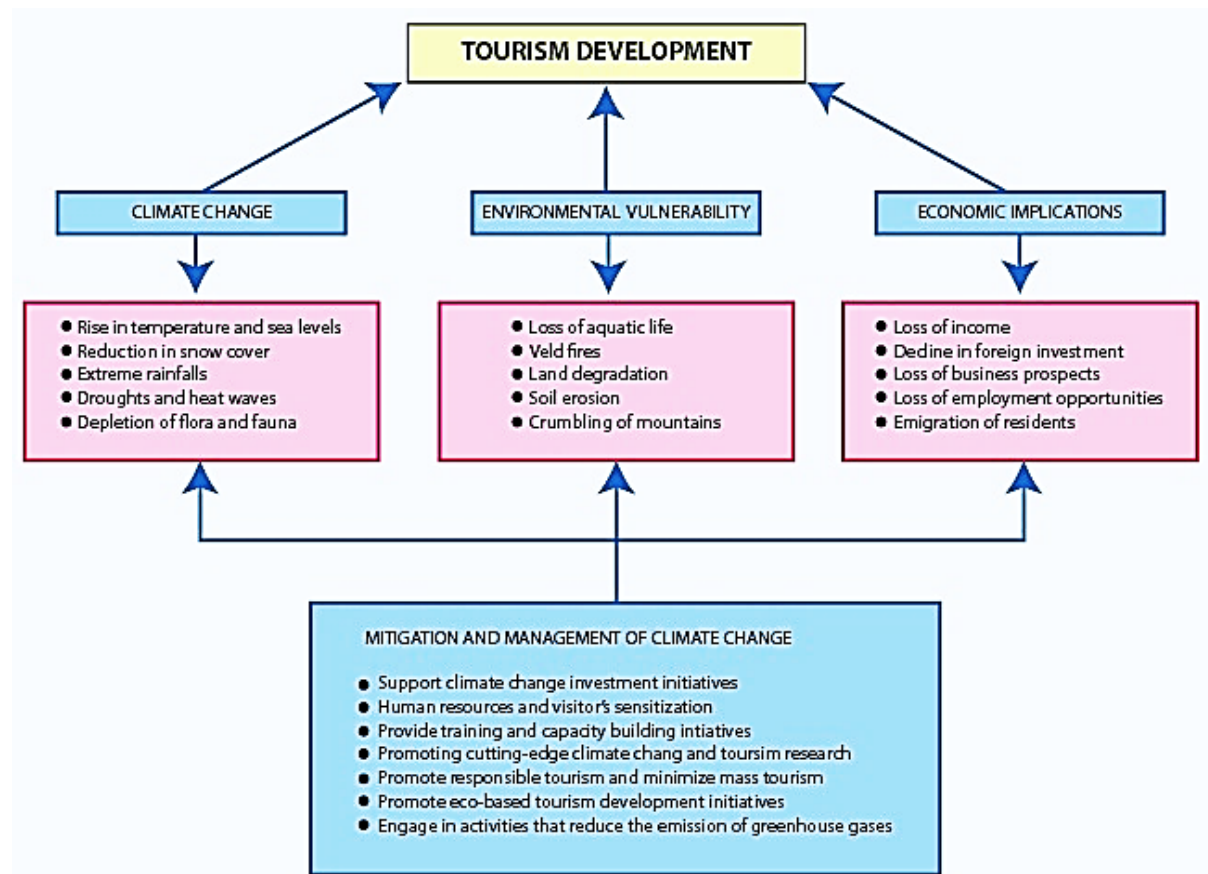 TOURISM DEVELOPMENT
CLIMATE CHANGE
ENVIRONMENTAL VULNERABILITY
ECONOMIC IMPLICATIONS
● Rise in temperature and sea levels
● Reduction in snow cover
● Extreme rainfalls
● Droughts and heat waves
● Depletion of flora and fauna
● Loss of aquatic life
● Veld fires
● Land degradation
● Soil erosion
● Crumbling of mountains
● Loss of income
● Decline in foreign investment
● Loss of business prospects
● Loss of employment opportunities
● Emigration of residents
MITIGATION AND MANAGEMENT OF CLIMATE CHANGE
● Support climate change investment initiatives
● Human resources and visitor's sensitization
● Provide training and capacity building intiatives
● Promoting cutting-edge climate chang and toursim research
● Promote responsible tourism and minimize mass tourism
● Promote eco-based tourism development initiatives
● Engage in activities that reduce the emission of greenhouse gases